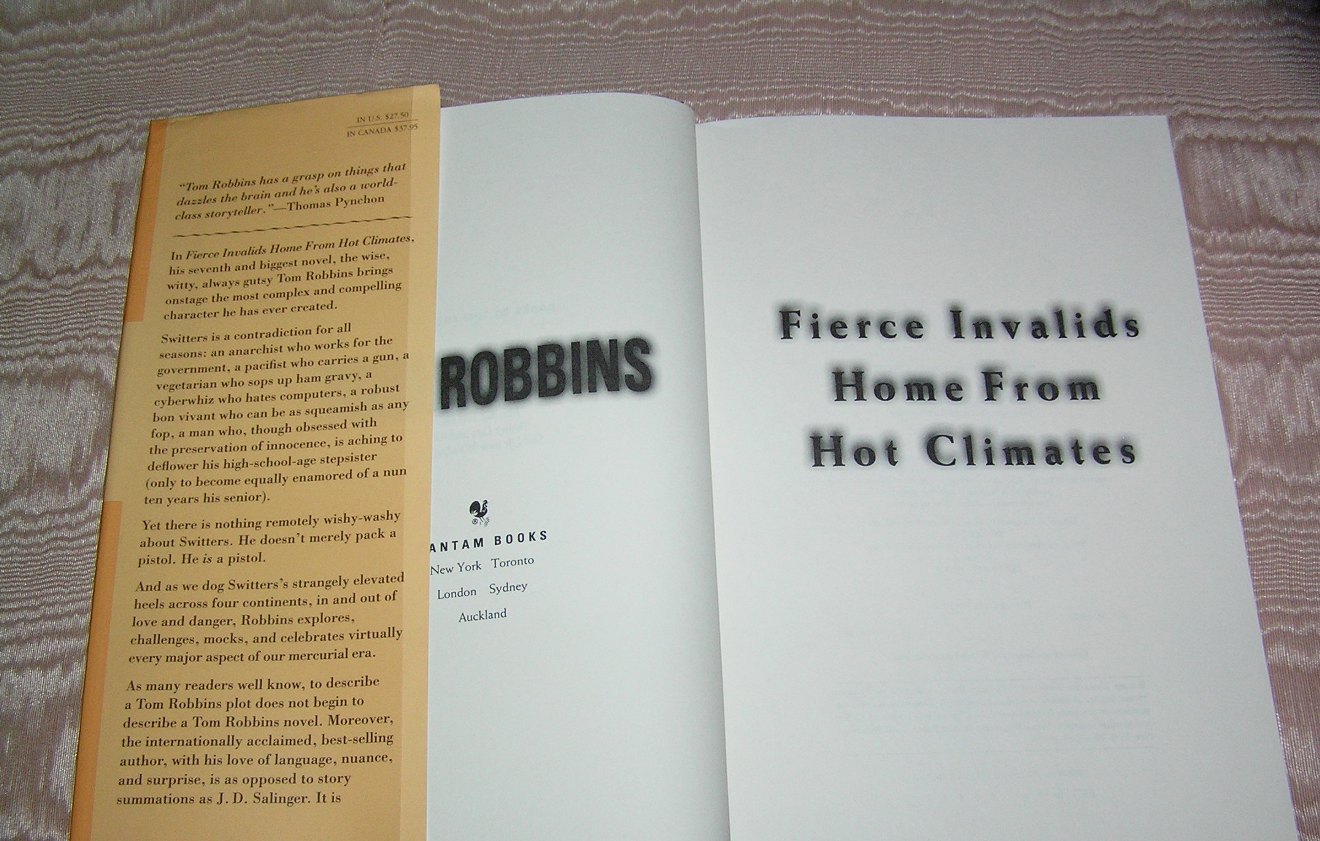 IN U.S. $27.50
IN CANADA $37.95
“Tom Robbins has a grasp on things that
dazzles the brain and he’s also a world-
class storyteller.”—Thomas Pynchon
In Fierce Invalids Home From Hot Climates,
his seventh and biggest novel, the wise,
witty, always gutsy Tom Robbins brings
onstage the most complex and compelling
character he has ever created.
Switters is a contradiction for all
seasons: an anarchist who works for the
government, a pacifist who carries a gun, a
vegetarian who sops up ham gravy, a
cyberwhiz who hates computers, a robust
bon vivant who can be as squeamish as any
fop, a man who, though obsessed with
the preservation of innocence, is aching to
deflower his high-school-age stepsister
(only to become equally enamored of a nun
ten years his senior).
Yet there is nothing remotely wishy-washy
about Switters. He doesn’t merely pack a
pistol. He is a pistol.
And as we dog Switters’s strangely elevated
heels across four continents, in and out of
love and danger, Robbins explores,
challenges, mocks, and celebrates virtually
every major aspect of our mercurial era.
As many readers well know, to describe
a Tom Robbins plot does not begin to
describe a Tom Robbins novel. Moreover,
the internationally acclaimed, best-selling
author, with his love of language, nuance,
and surprise, is as opposed to story
summations as J. D. Salinger. It is
ROBBINS
®
ANTAM BOOKS
New York Toronto
London Sydney
Auckland
Fierce Invalids
Home From
Hot Climates